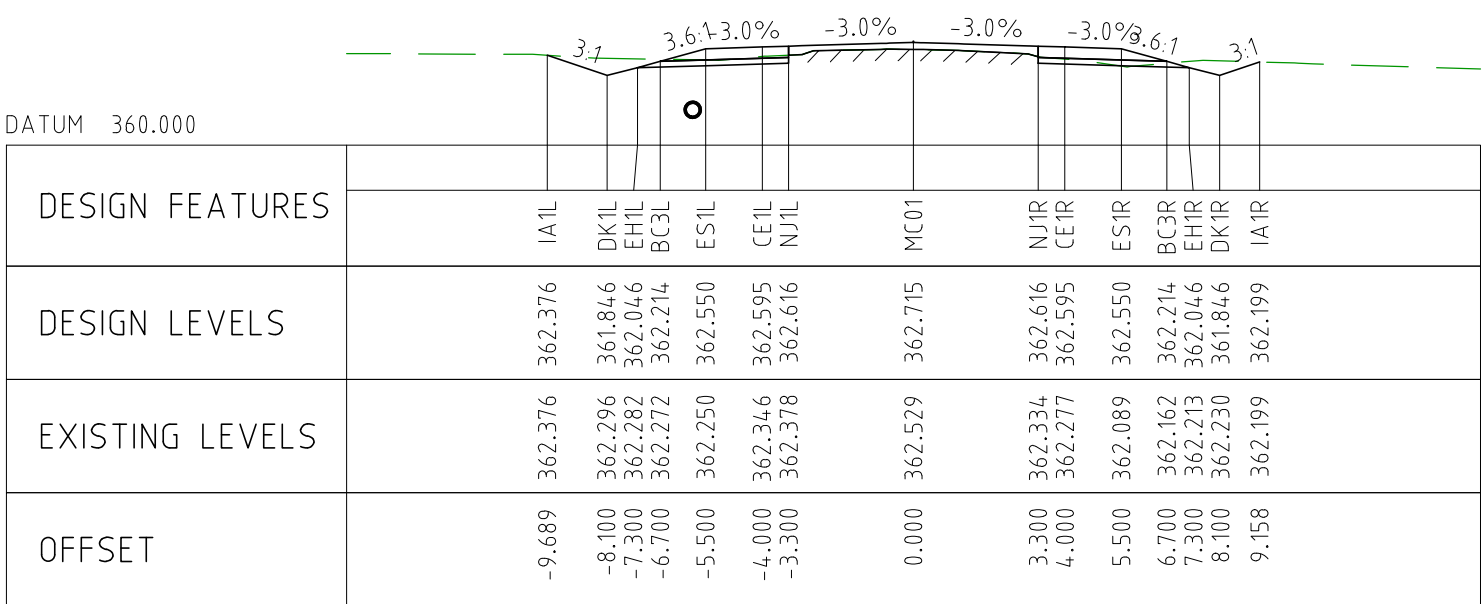 3:1 3.6:1 -3.0% -3.0% -3.0% -3.0% 3.6:1 3:1
DATUM 360.000
DESIGN FEATURES IA1L DK1L EH1L BC3L ES1L CE1L NJ1L MC01 NJ1R CE1R ES1R BC3R EH1R DK1R IA1R
DESIGN LEVELS 362.376 361.846 362.046 362.214 362.550 362.595 362.616 362.715 362.616 362.595 362.550 362.214 362.046 361.846 362.199
EXISTING LEVELS 362.376 362.296 362.282 362.272 362.250 362.346 362.378 362.529 362.334 362.277 362.089 362.162 362.213 362.230 362.199
OFFSET -9.689 -8.100 -7.300 -6.700 -5.500 -4.000 -3.300 0.000 3.300 4.000 5.500 6.700 7.300 8.100 9.158